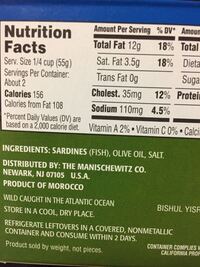 Nutrition
Facts
Serv. Size 1/4 cup (55g)
Servings Per Container:
About 2
Calories 156
Calories from Fat 108
*Percent Daily Values (DV) are
based on a 2,000 calorie diet.
Amount Per Serving % DV*
Total Fat 12g 18%
Sat. Fat 3.5g 18%
Trans Fat 0g
Cholest. 35mg 12%
Sodium 110mg 4.5%
Amount
Total
Dieta
Suga
Protei
Vitamin A 2% • Vitamin C 0% • Calc
INGREDIENTS: SARDINES (FISH), OLIVE OIL, SALT.
DISTRIBUTED BY: THE MANISCHEWITZ CO.
NEWARK, NJ 07105 U.S.A.
PRODUCT OF MOROCCO
WILD CAUGHT IN THE ATLANTIC OCEAN
STORE IN A COOL, DRY PLACE.
BISHUL YISR
REFRIGERATE LEFTOVERS IN A COVERED, NONMETALLIC
CONTAINER AND CONSUME WITHIN 2 DAYS.
Product sold by weight, not pieces.
CONTAINER COMPLIES W
CALIFORNIA PROP